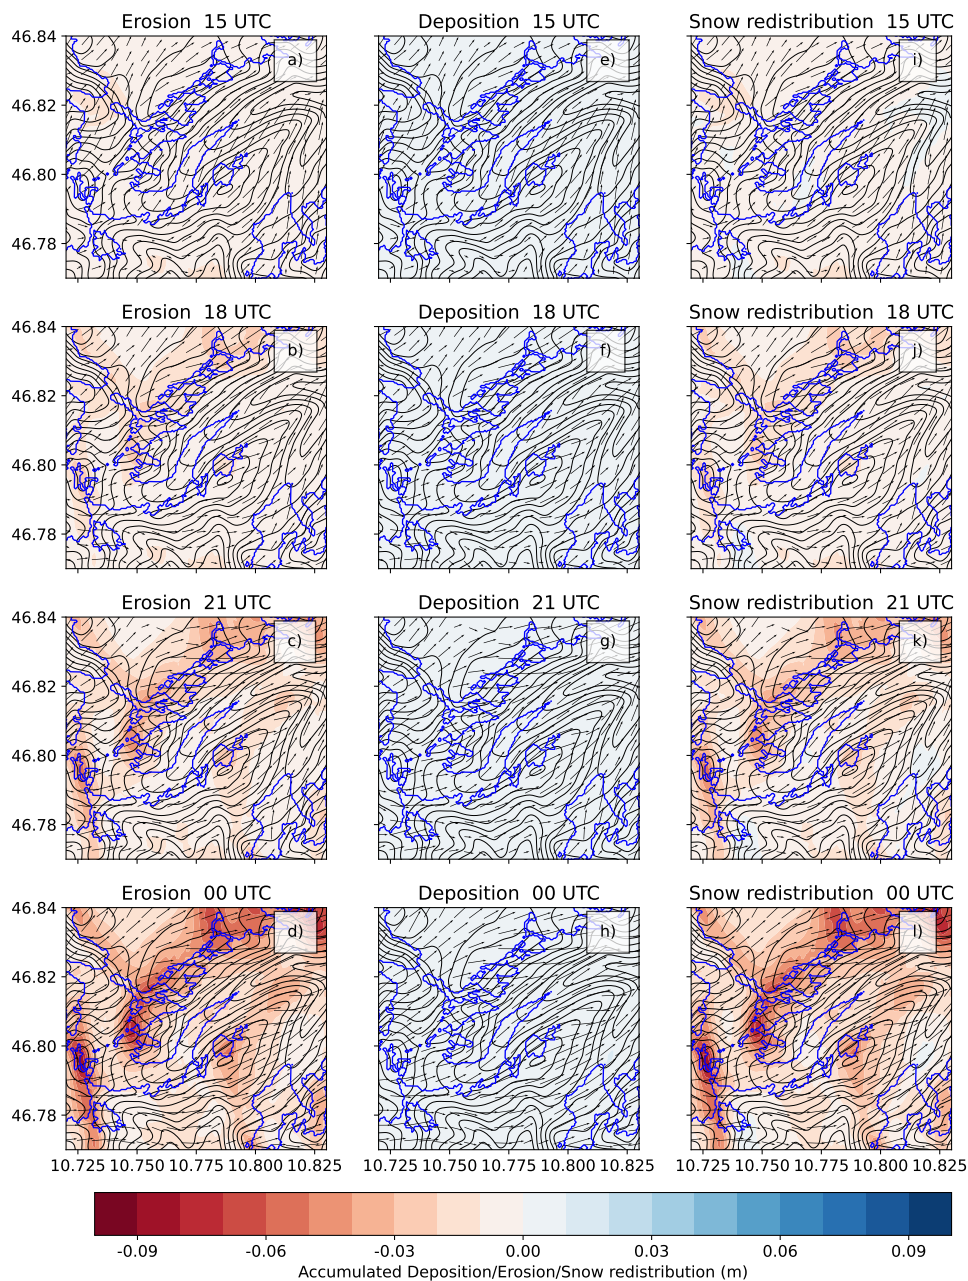 Erosion 15 UTC Deposition 15 UTC Snow redistribution 15 UTC
46.84
a) e) i)
46.82
46.80
46.78
Erosion 18 UTC Deposition 18 UTC Snow redistribution 18 UTC
46.84
b) f) j)
46.82
46.80
46.78
Erosion 21 UTC Deposition 21 UTC Snow redistribution 21 UTC
46.84
c) g) k)
46.82
46.80
46.78
Erosion 00 UTC Deposition 00 UTC Snow redistribution 00 UTC
46.84
d) h) l)
46.82
46.80
46.78
10.725 10.750 10.775 10.800 10.825 10.725 10.750 10.775 10.800 10.825 10.725 10.750 10.775 10.800 10.825
-0.09 -0.06 -0.03 0.00 0.03 0.06 0.09
Accumulated Deposition/Erosion/Snow redistribution (m)